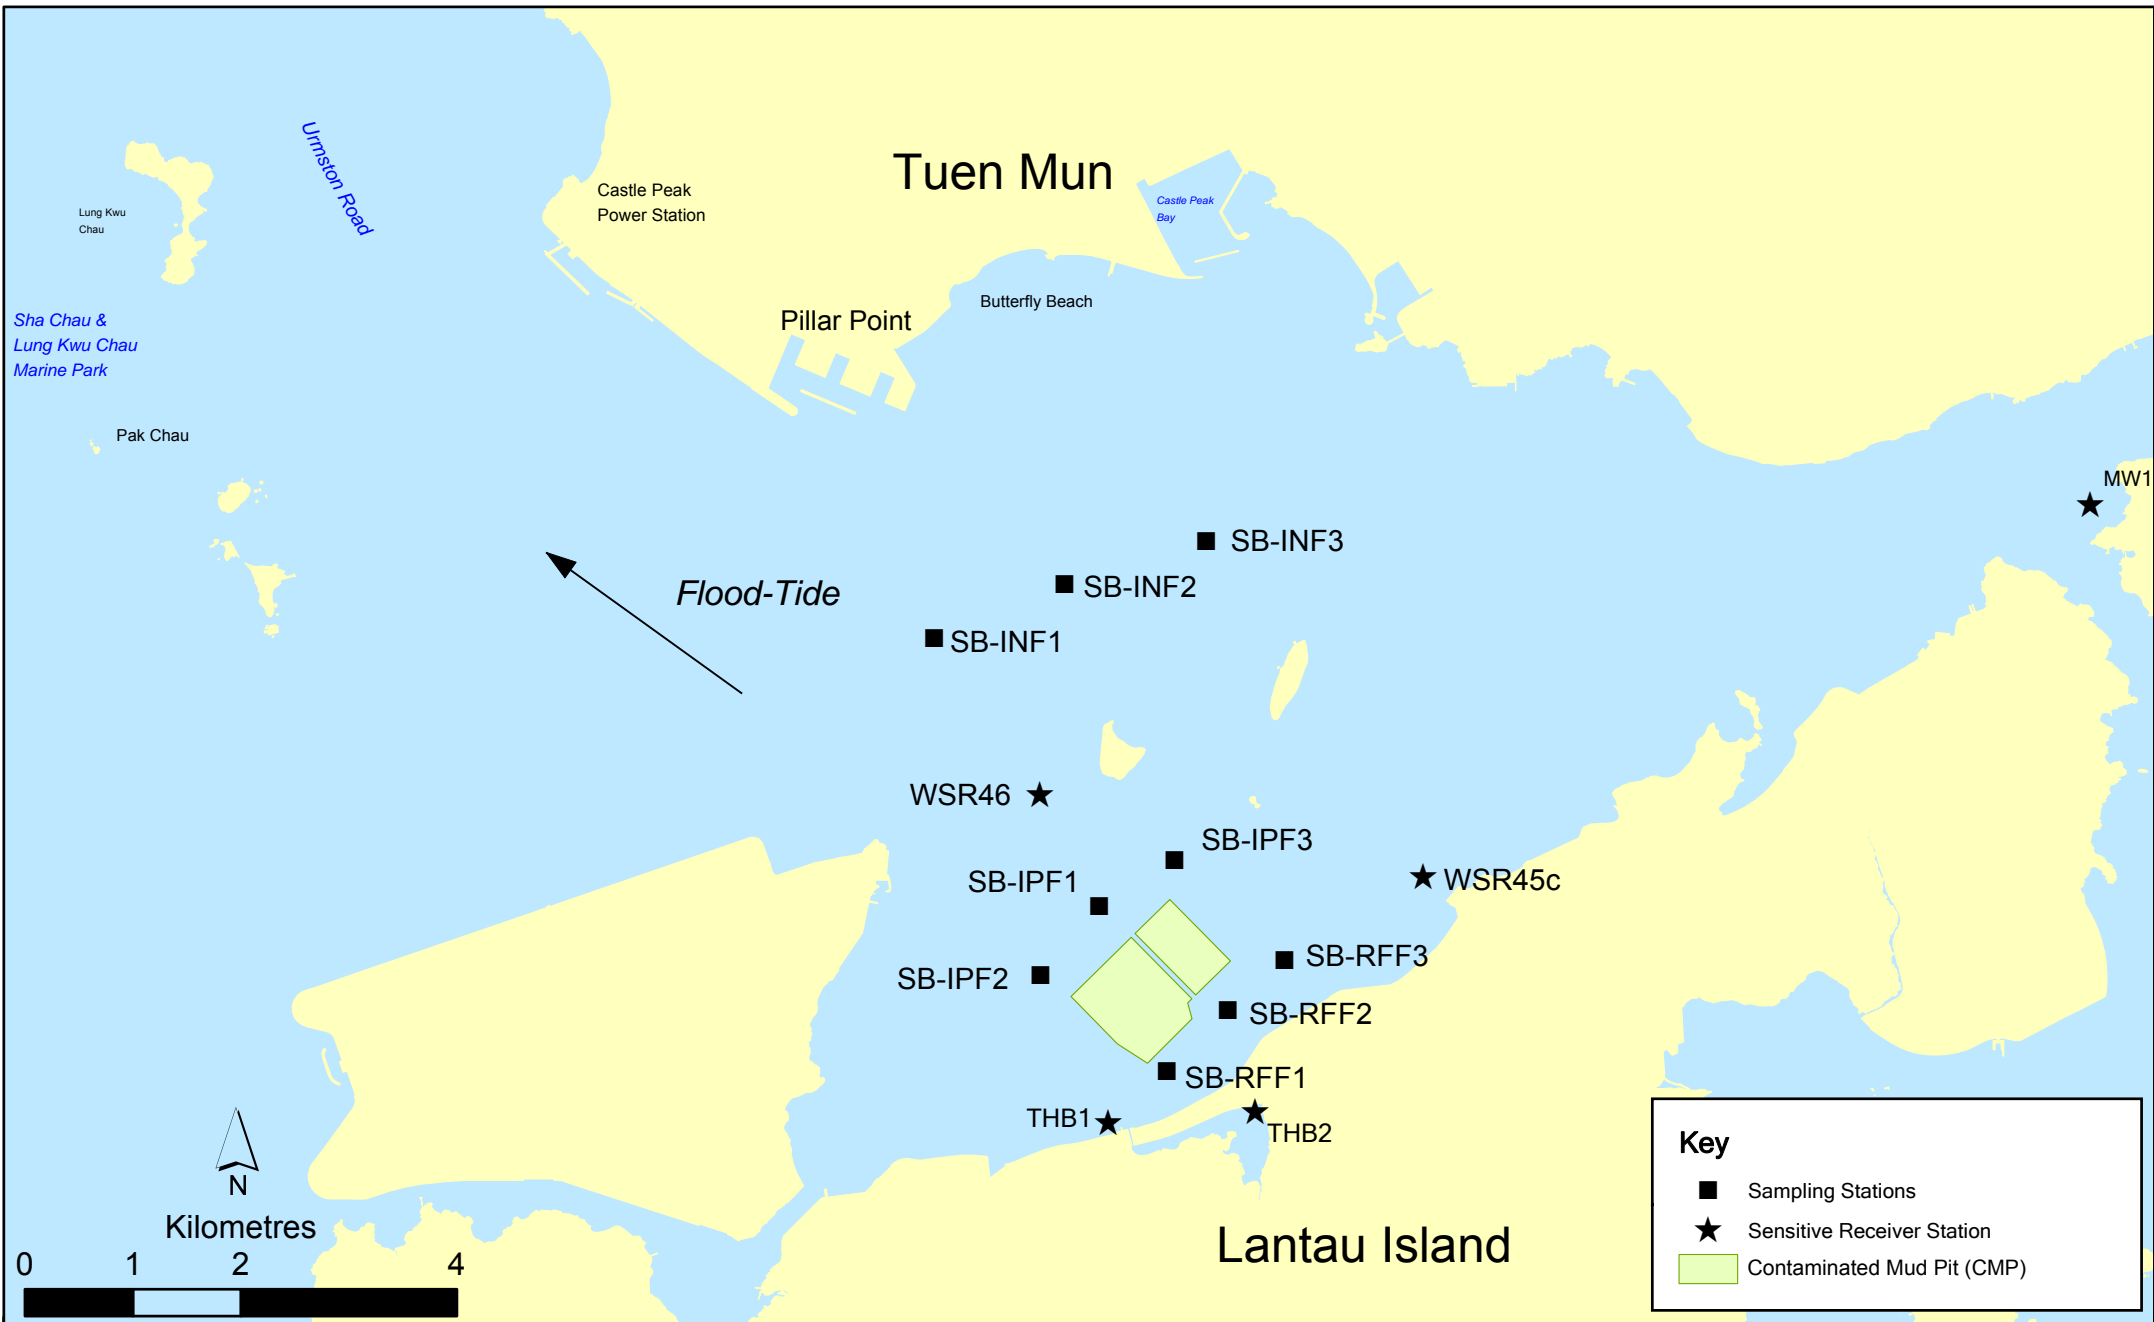 Tuen Mun
Urmston Road
Castle Peak
Power Station
Castle Peak
Bay
Lung Kwu
Chau
Butterfly Beach
Pillar Point
Sha Chau &
Lung Kwu Chau
Marine Park
Pak Chau
MW1
SB-INF3
SB-INF2
Flood-Tide
SB-INF1
WSR46
SB-IPF3
SB-IPF1
WSR45c
SB-RFF3
SB-IPF2
SB-RFF2
SB-RFF1
THB1
THB2
N
Kilometres
0 1 2 4
Lantau Island
Key
Sampling Stations
Sensitive Receiver Station
Contaminated Mud Pit (CMP)